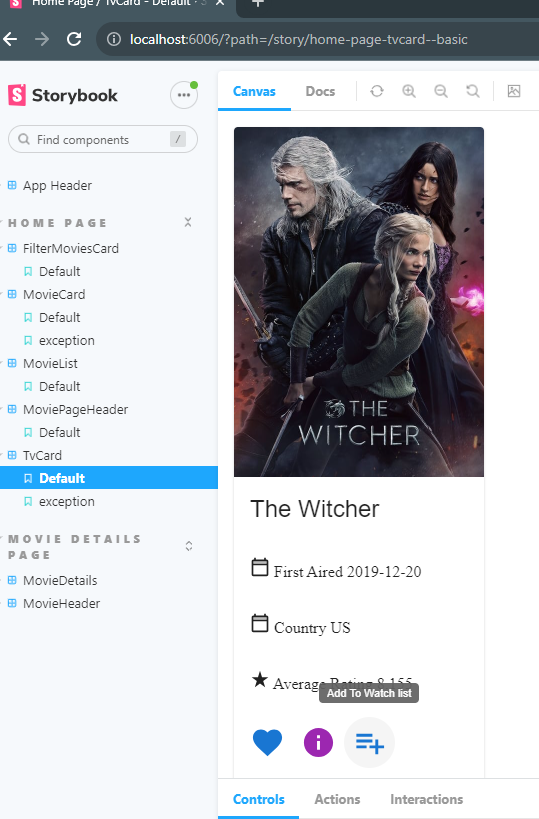 Home Page / TvCard - Default · S
localhost:6006/?path=/story/home-page-tvcard--basic
Storybook
Find components /
App Header
HOME PAGE
FilterMoviesCard
Default
MovieCard
Default
exception
MovieList
Default
MoviePageHeader
Default
TvCard
Default
exception
MOVIE DETAILS
PAGE
MovieDetails
MovieHeader
Canvas Docs
THE
WITCHER
The Witcher
First Aired 2019-12-20
Country US
Average Rating 8.155
Add To Watch list
Controls Actions Interactions